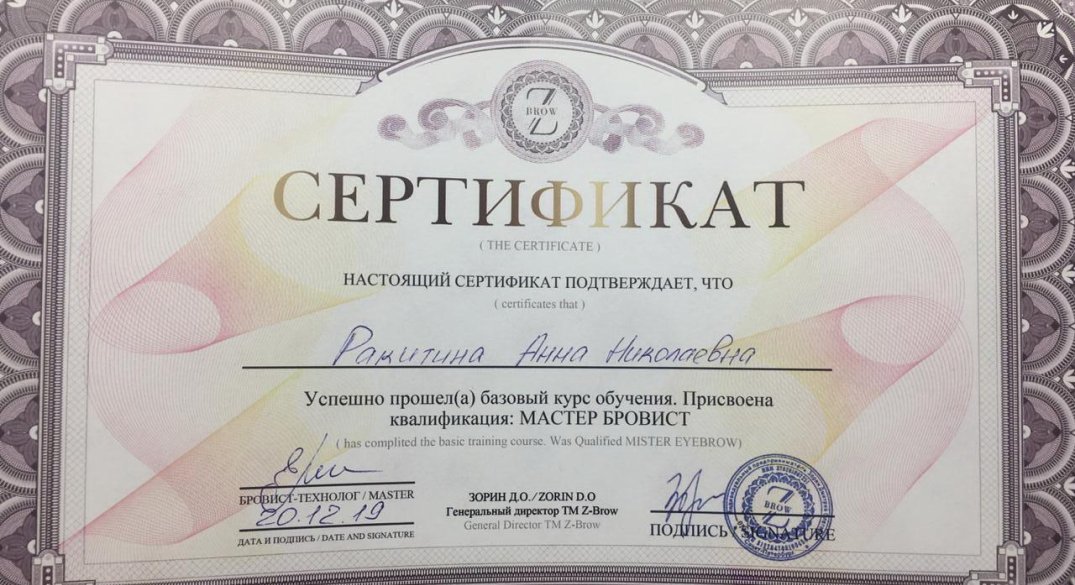 Z
BROW
СЕРТИФИКАТ
( THE CERTIFICATE )
НАСТОЯЩИЙ СЕРТИФИКАТ ПОДТВЕРЖДАЕТ, ЧТО
( certificates that )
Ракитина Анна Николаевна
Успешно прошел(а) базовый курс обучения. Присвоена
квалификация: МАСТЕР БРОВИСТ
( has complited the basic training course. Was Qualified MISTER EYEBROW)
БРОВИСТ-ТЕХНОЛОГ / MASTER
20.12.19
ДАТА И ПОДПИСЬ / DATE AND SIGNATURE
ЗОРИН Д.О./ZORIN D.O
Генеральный директор ТМ Z-Brow
General Director TM Z-Brow
ПОДПИСЬ SIGNATURE
Z
BROW